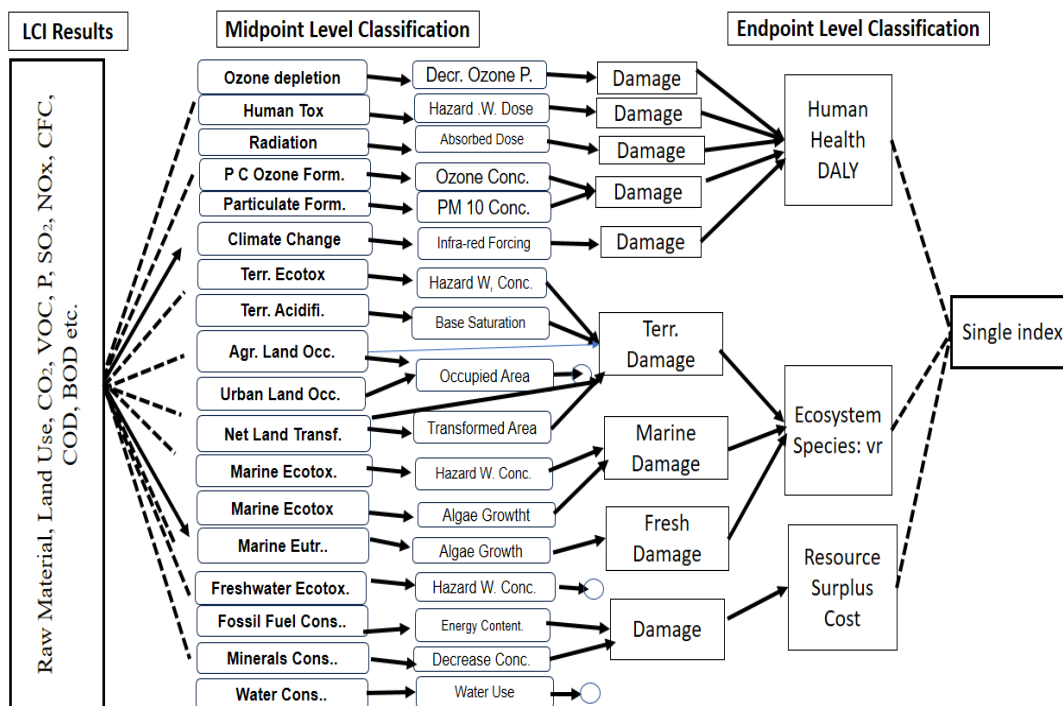 LCI Results
Midpoint Level Classification
Endpoint Level Classification
Raw Material, Land Use, CO₂, VOC, P, SO₂, NOx, CFC,
COD, BOD etc.
Ozone depletion
Human Tox
Radiation
P C Ozone Form.
Particulate Form.
Climate Change
Terr. Ecotox
Terr. Acidifi.
Agr. Land Occ.
Urban Land Occ.
Net Land Transf.
Marine Ecotox.
Marine Ecotox
Marine Eutr..
Freshwater Ecotox.
Fossil Fuel Cons..
Minerals Cons..
Water Cons..
Decr. Ozone P.
Hazard .W. Dose
Absorbed Dose
Ozone Conc.
PM 10 Conc.
Infra-red Forcing
Hazard W, Conc.
Base Saturation
Occupied Area
Transformed Area
Hazard W. Conc.
Algae Growtht
Algae Growth
Hazard W. Conc.
Energy Content.
Decrease Conc.
Water Use
Damage
Damage
Damage
Damage
Damage
Terr.
Damage
Marine
Damage
Fresh
Damage
Damage
Human
Health
DALY
Ecosystem
Species: vr
Resource
Surplus
Cost
Single index